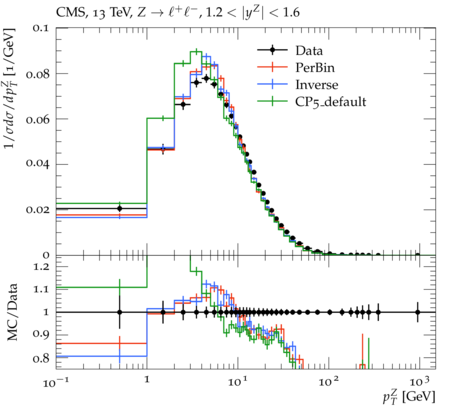 CMS, 13 TeV, Z → ℓ⁺ℓ⁻, 1.2 < |y^Z| < 1.6
1/σdσ/dp_T^Z [1/GeV]
0.1
0.08
0.06
0.04
0.02
0
Data
PerBin
Inverse
CP5_default
MC/Data
1.2
1.1
1
0.9
0.8
10⁻¹ 1 10¹ 10² 10³
p_T^Z [GeV]